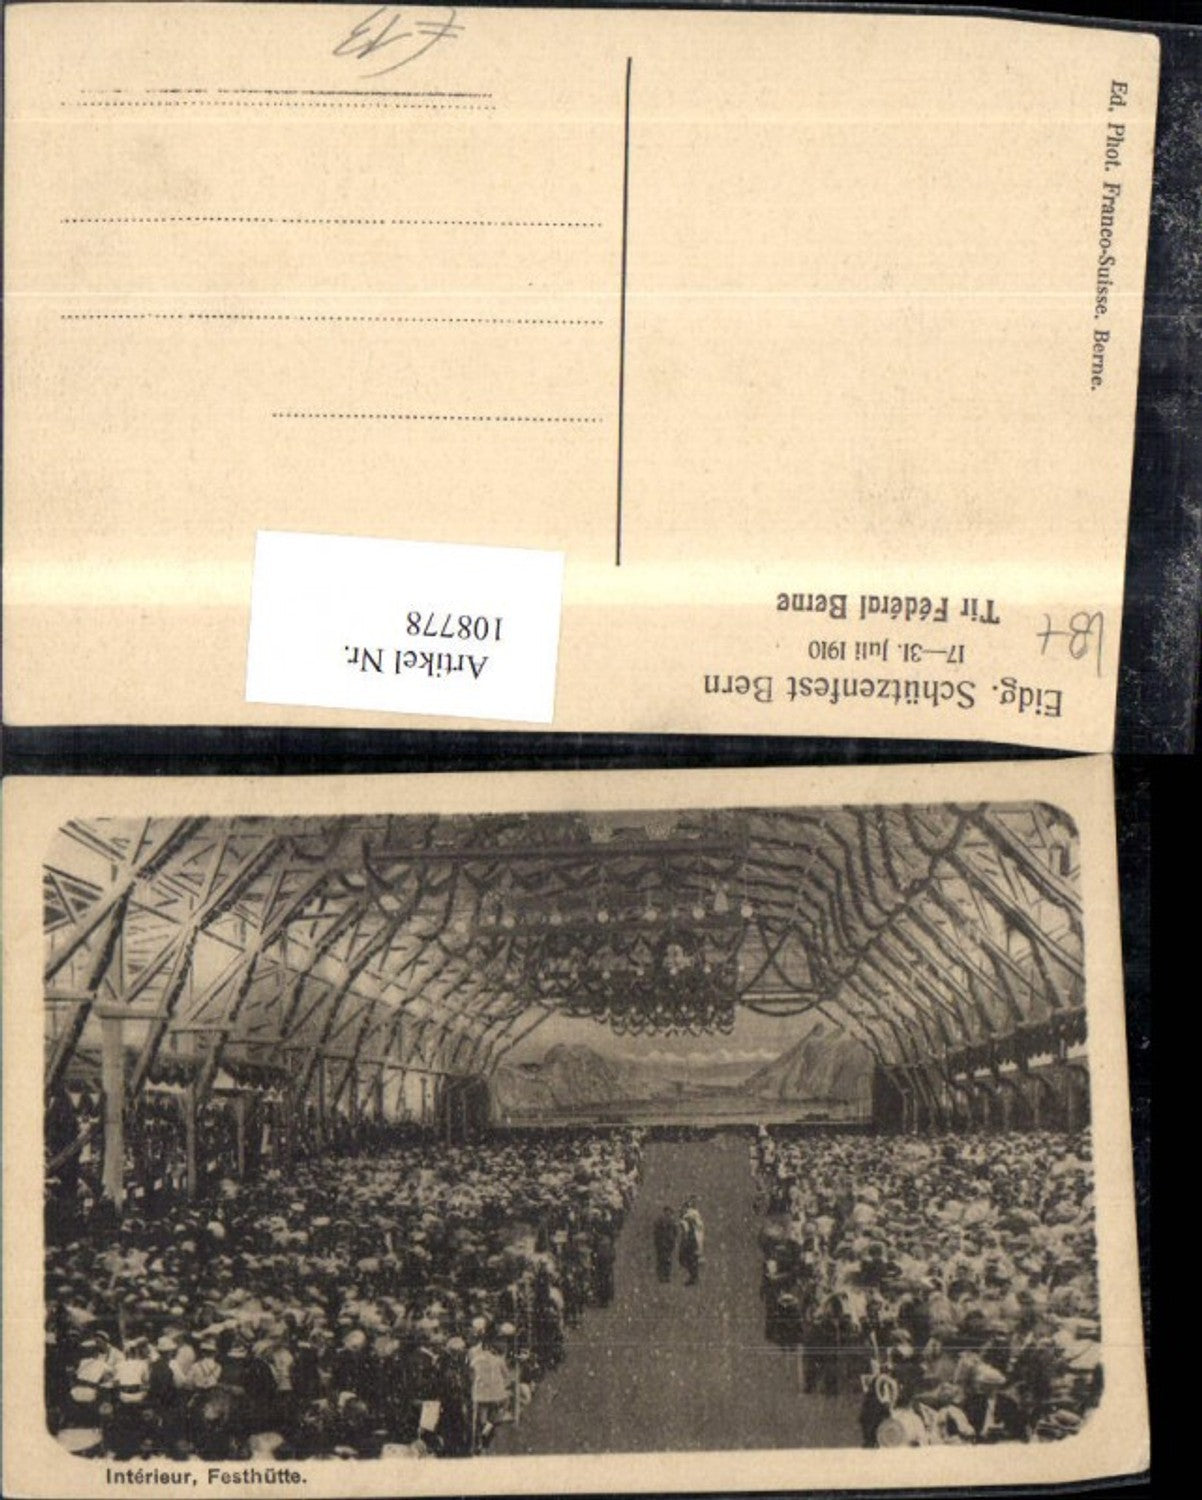 Eidg. Schützenfest Bern
17—31. Juli 1910
Tir Fédéral Berne
Ed. Phot. Franco-Suisse. Berne.
Artikel Nr.
108778
Intérieur, Festhütte.